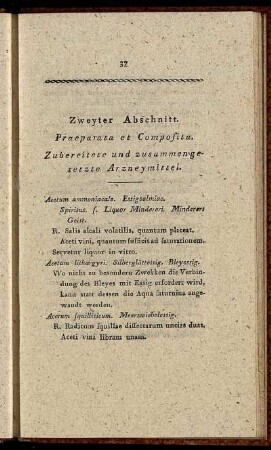 32
Zweyter Abschnitt.
Praeparata et Composita.
Zubereitete und zusammenge-
setzte Arzneymittel.
Acetum ammoniacale. Essigsalmiac.
Spiritus. s. Liquor Mindereri. Minderers
Geist.
R. Salis alcali volatilis, quantum placeat.
Aceti vini, quantum sufficit ad saturationem.
Servetur liquor in vitro.
Acetum lithargyri. Silberglättessig. Bleyessig.
Wo nicht zu besondern Zwekken die Verbin-
dung des Bleyes mit Essig erfordert wird,
kann statt dessen die Aqua saturnina ange-
wandt werden.
Acetum squilliticum. Meerzwiebelessig.
R. Radicum squillae dissectarum uncias duas,
Aceti vini libram unam.